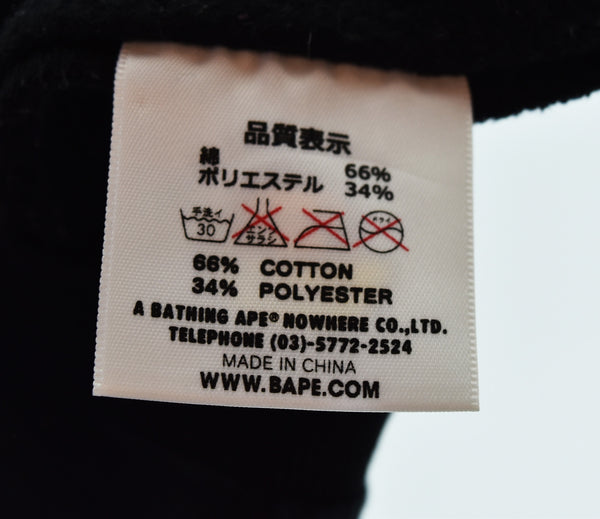 品質表示
綿 66%
ポリエステル 34%
手洗イ 30 エンソ サラシ ドライ
66% COTTON
34% POLYESTER
A BATHING APE® NOWHERE CO.,LTD.
TELEPHONE (03)-5772-2524
MADE IN CHINA
WWW.BAPE.COM